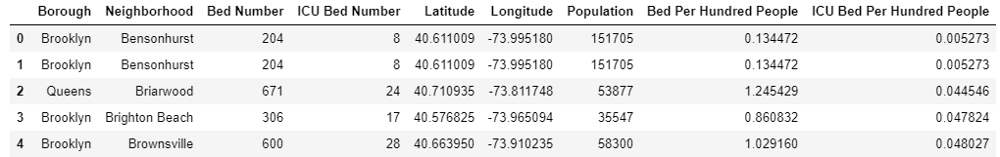 Borough Neighborhood Bed Number ICU Bed Number Latitude Longitude Population Bed Per Hundred People ICU Bed Per Hundred People
0 Brooklyn Bensonhurst 204 8 40.611009 -73.995180 151705 0.134472 0.005273
1 Brooklyn Bensonhurst 204 8 40.611009 -73.995180 151705 0.134472 0.005273
2 Queens Briarwood 671 24 40.710935 -73.811748 53877 1.245429 0.044546
3 Brooklyn Brighton Beach 306 17 40.576825 -73.965094 35547 0.860832 0.047824
4 Brooklyn Brownsville 600 28 40.663950 -73.910235 58300 1.029160 0.048027